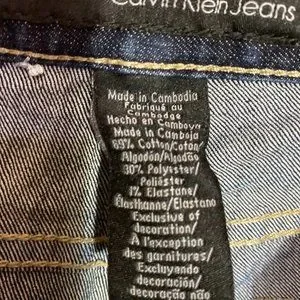 Calvin Klein Jeans
Made in Cambodia
Fabriqué au
Cambodge
Hecho en Camboya
Made in Camboja
69% Cotton/Coton/
Algodón/Algodão
30% Polyester/
Poliéster
1% Elastane/
Élasthanne/Elastano
Exclusive of
decoration/
À l'exception
des garnitures/
Excluyendo
decoración/
decoração não